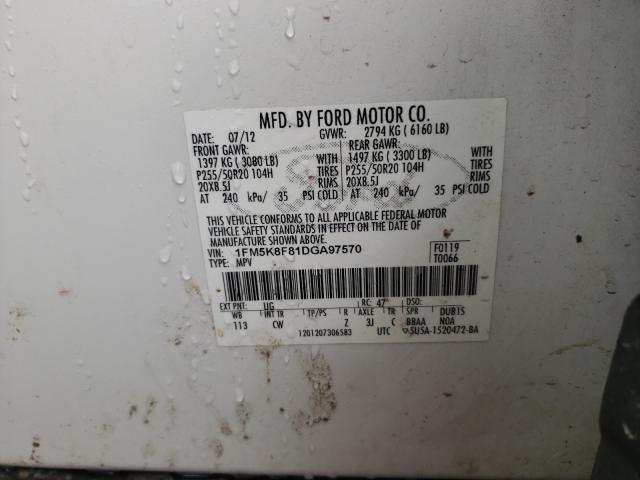 MFD. BY FORD MOTOR CO.
DATE: 07/12 GVWR: 2794 KG ( 6160 LB)
FRONT GAWR: REAR GAWR:
1397 KG ( 3080 LB) WITH 1497 KG ( 3300 LB) WITH
P255/50R20 104H TIRES P255/50R20 104H TIRES
20X8.5J RIMS 20X8.5J RIMS
AT 240 kPa/ 35 PSI COLD AT 240 kPa/ 35 PSI COLD
THIS VEHICLE CONFORMS TO ALL APPLICABLE FEDERAL MOTOR
VEHICLE SAFETY STANDARDS IN EFFECT ON THE DATE OF
MANUFACTURE SHOWN ABOVE.
VIN: 1FM5K8F81DGA97570 F0119
TYPE: MPV T0066
EXT PNT: UG RC: 47 DSO:
WB INT TR TP/PS R AXLE TR SPR DUB1S
113 CW Z 3J C BBAA NOA
1201207306583 UTC SU5A-1520472-BA